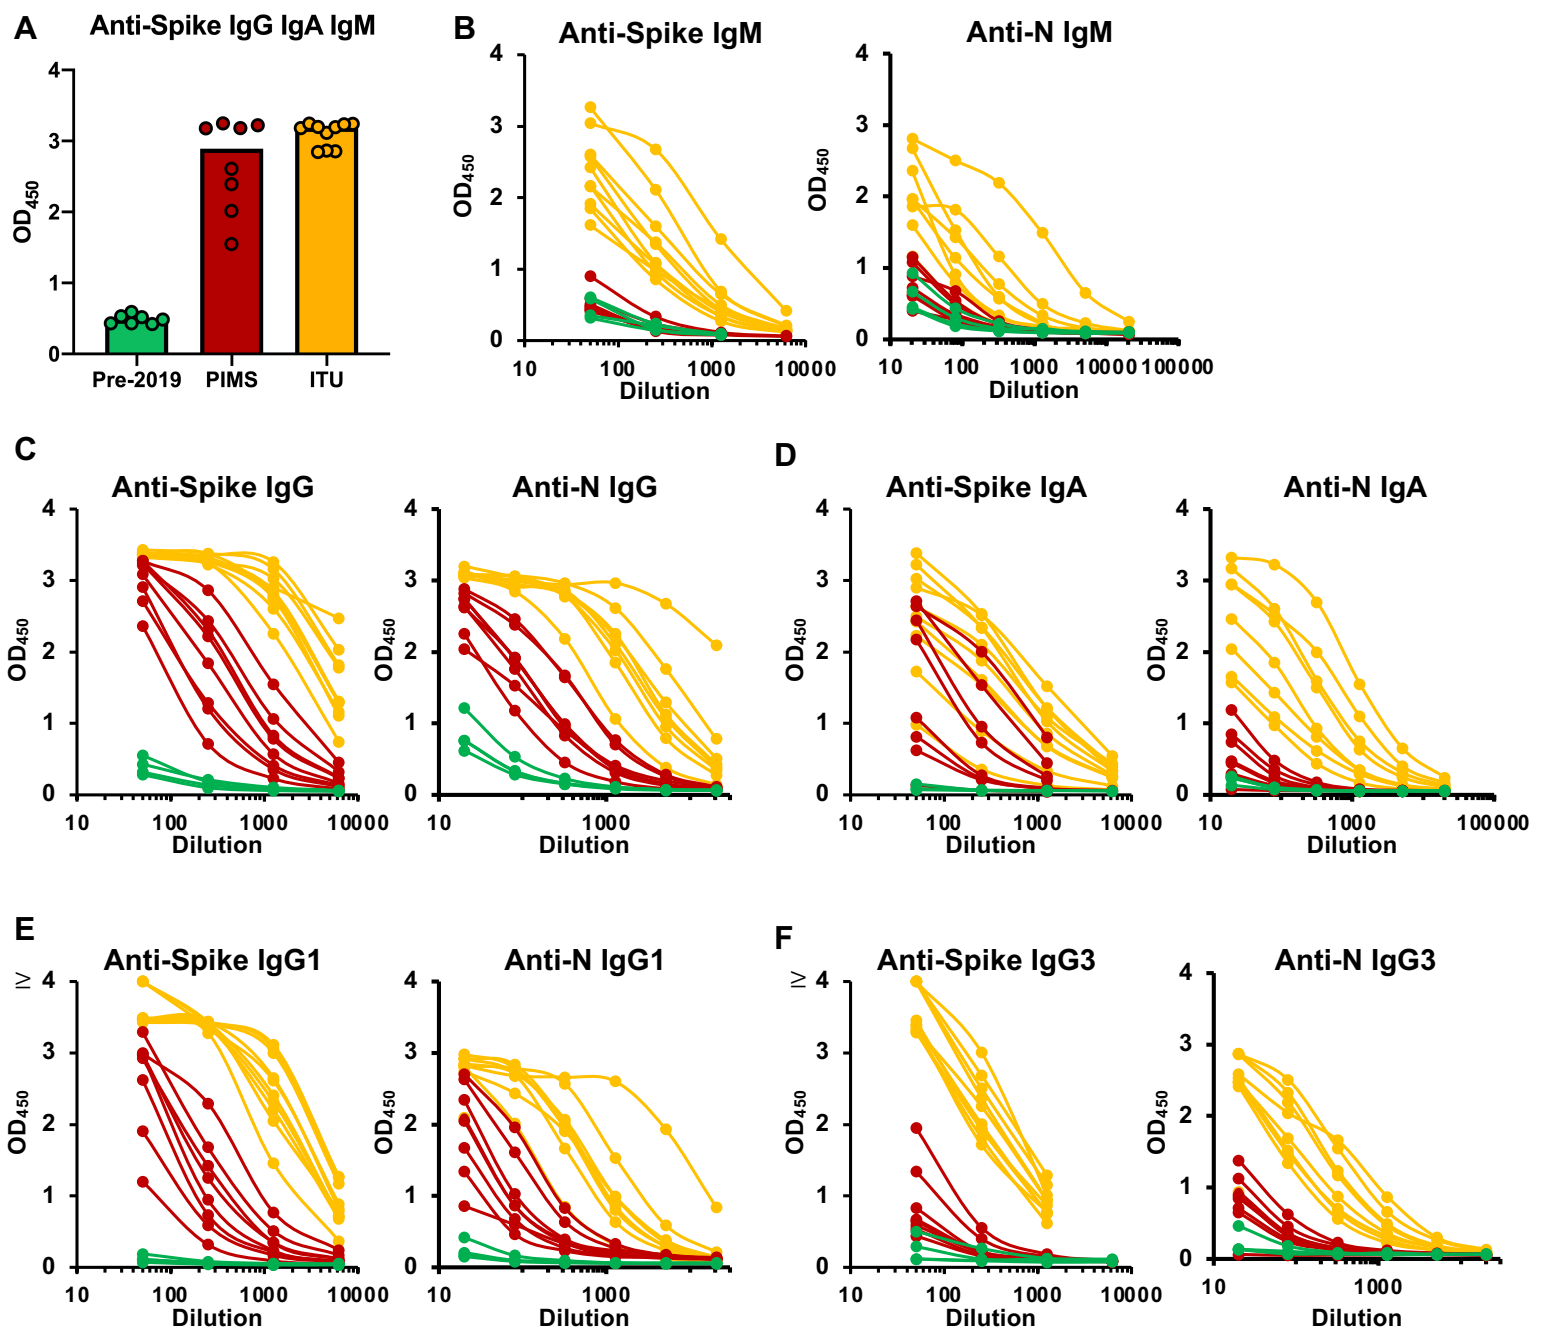 A
Anti-Spike IgG IgA IgM
OD450
4
3
2
1
0
Pre-2019 PIMS ITU
B
Anti-Spike IgM
OD450
4
3
2
1
0
10 100 1000 10000
Dilution
Anti-N IgM
OD450
4
3
2
1
0
10 100 1000 10000 100000
Dilution
C
Anti-Spike IgG
OD450
4
3
2
1
0
10 100 1000 10000
Dilution
Anti-N IgG
OD450
4
3
2
1
0
10 1000
Dilution
D
Anti-Spike IgA
OD450
4
3
2
1
0
10 100 1000 10000
Dilution
Anti-N IgA
OD450
4
3
2
1
0
10 1000 100000
Dilution
E
Anti-Spike IgG1
OD450
≥
4
3
2
1
0
10 100 1000 10000
Dilution
Anti-N IgG1
OD450
4
3
2
1
0
10 1000
Dilution
F
Anti-Spike IgG3
OD450
≥
4
3
2
1
0
10 100 1000 10000
Dilution
Anti-N IgG3
OD450
4
3
2
1
0
10 1000
Dilution